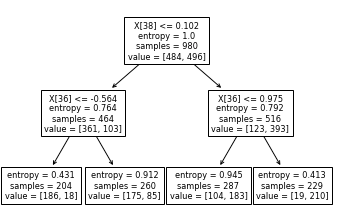 X[38] <= 0.102
entropy = 1.0
samples = 980
value = [484, 496]
X[36] <= -0.564
entropy = 0.764
samples = 464
value = [361, 103]
X[36] <= 0.975
entropy = 0.792
samples = 516
value = [123, 393]
entropy = 0.431
samples = 204
value = [186, 18]
entropy = 0.912
samples = 260
value = [175, 85]
entropy = 0.945
samples = 287
value = [104, 183]
entropy = 0.413
samples = 229
value = [19, 210]